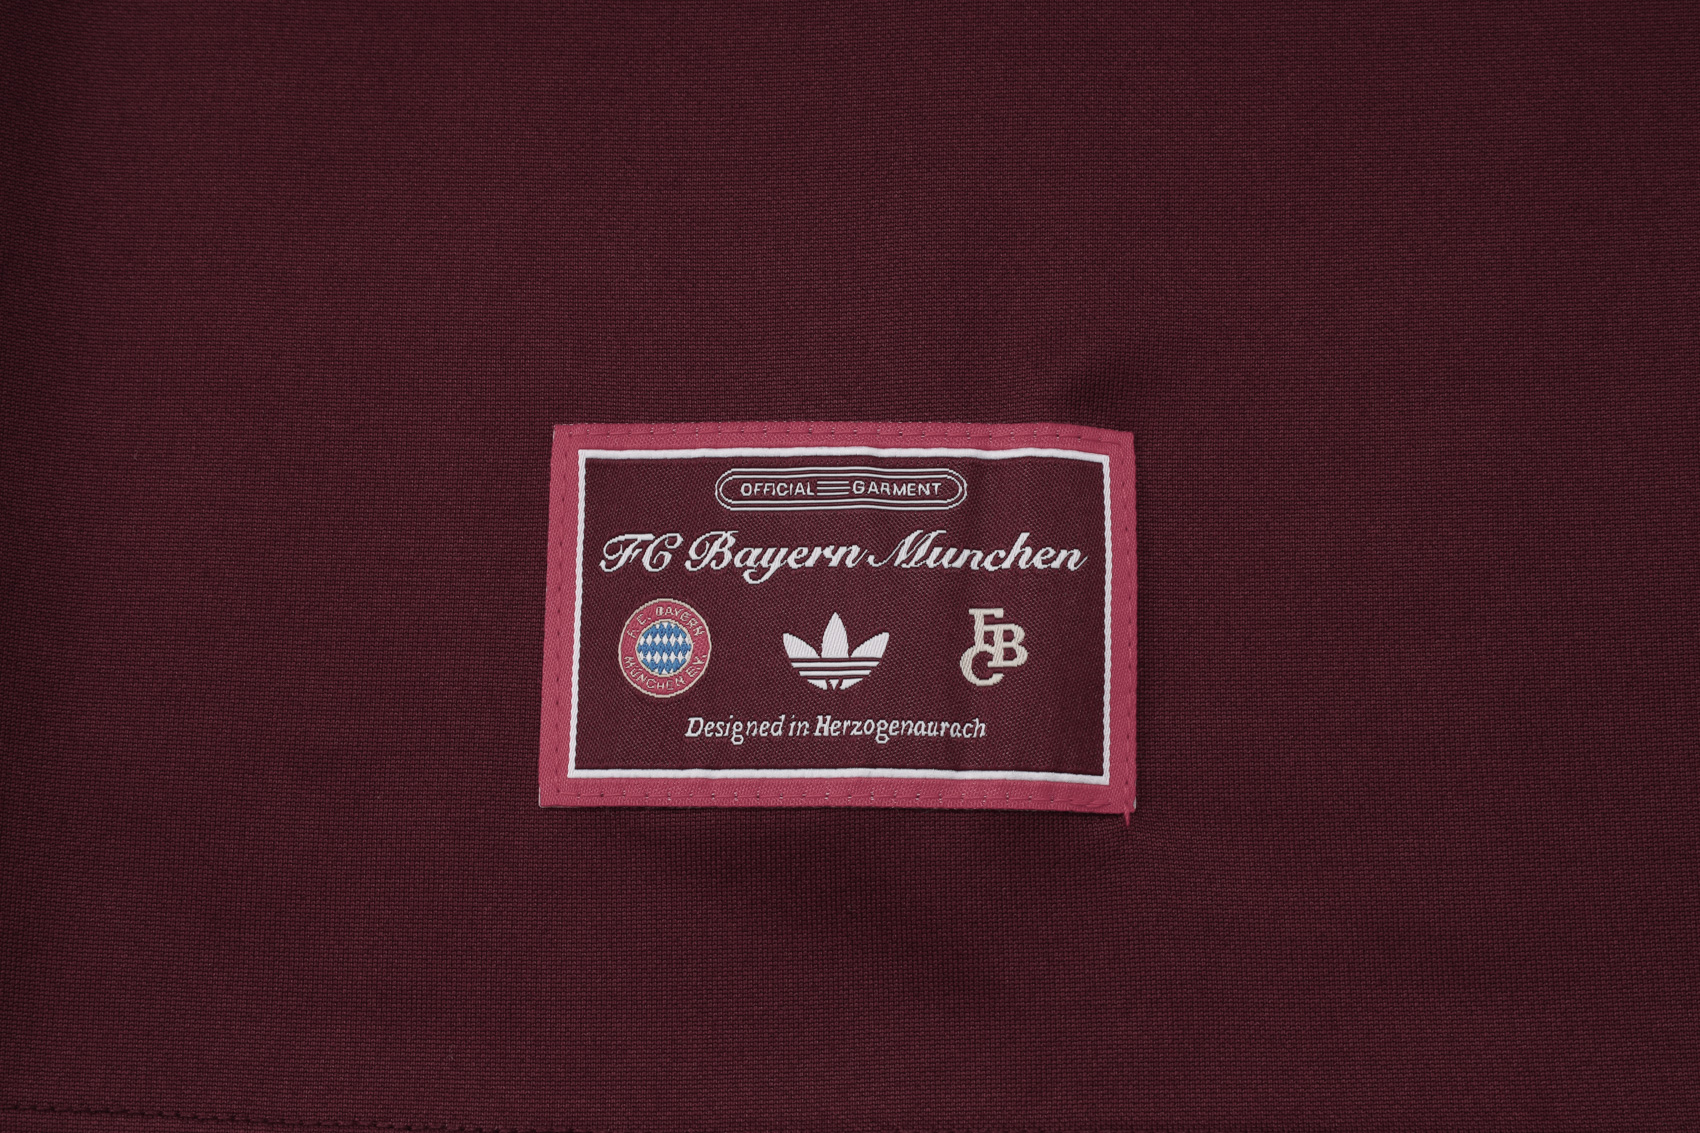 OFFICIAL GARMENT
FC Bayern Munchen
F.C. BAYERN
MÜNCHEN E.V.
FCB
Designed in Herzogenaurach